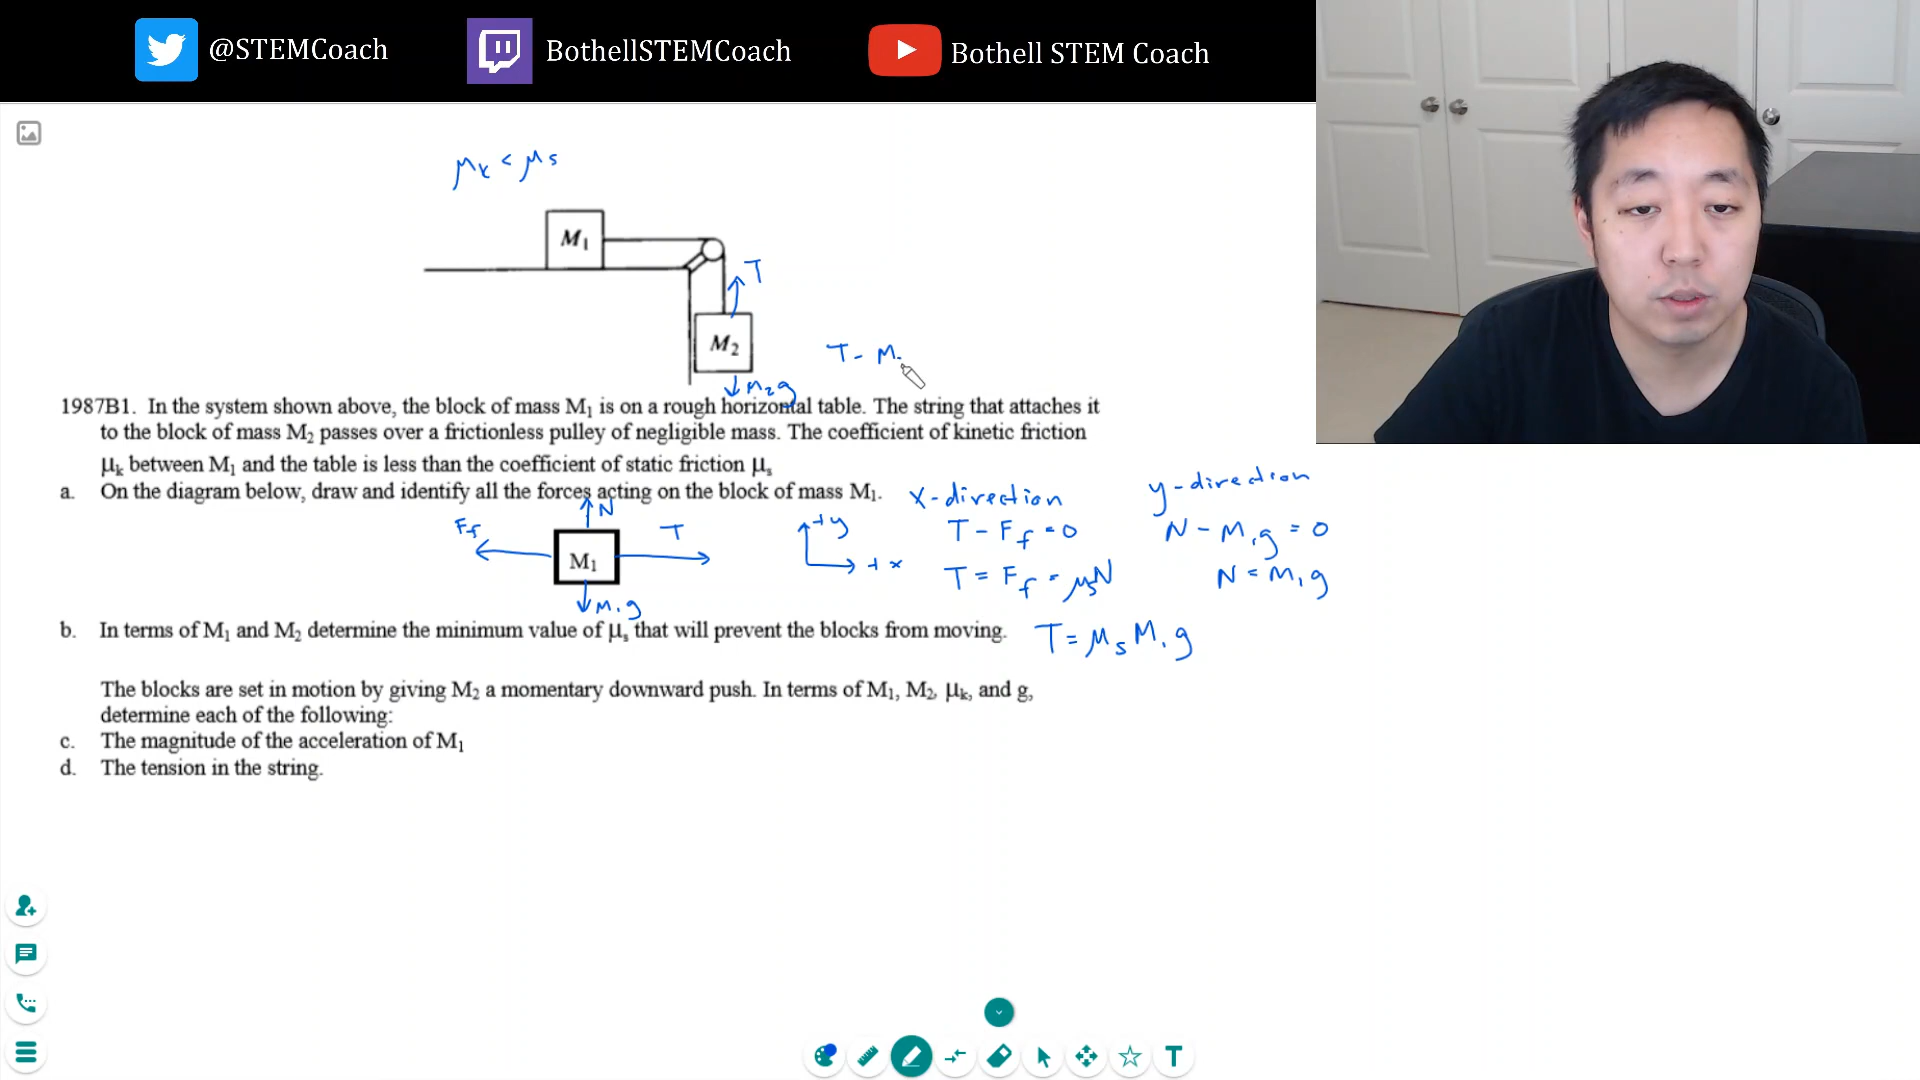 @STEMCoach
BothellSTEMCoach
Bothell STEM Coach
μk < μs
M1
T
M2
T - M
M2g
1987B1. In the system shown above, the block of mass M1 is on a rough horizontal table. The string that attaches it
to the block of mass M2 passes over a frictionless pulley of negligible mass. The coefficient of kinetic friction
μk between M1 and the table is less than the coefficient of static friction μs
a. On the diagram below, draw and identify all the forces acting on the block of mass M1.
N
Ff
T
M1
M1g
+y
+x
x-direction
T - Ff = 0
T = Ff = μsN
y-direction
N - M1g = 0
N = M1g
b. In terms of M1 and M2 determine the minimum value of μs that will prevent the blocks from moving.
T = μs M1g
The blocks are set in motion by giving M2 a momentary downward push. In terms of M1, M2, μk, and g,
determine each of the following:
c. The magnitude of the acceleration of M1
d. The tension in the string.
T